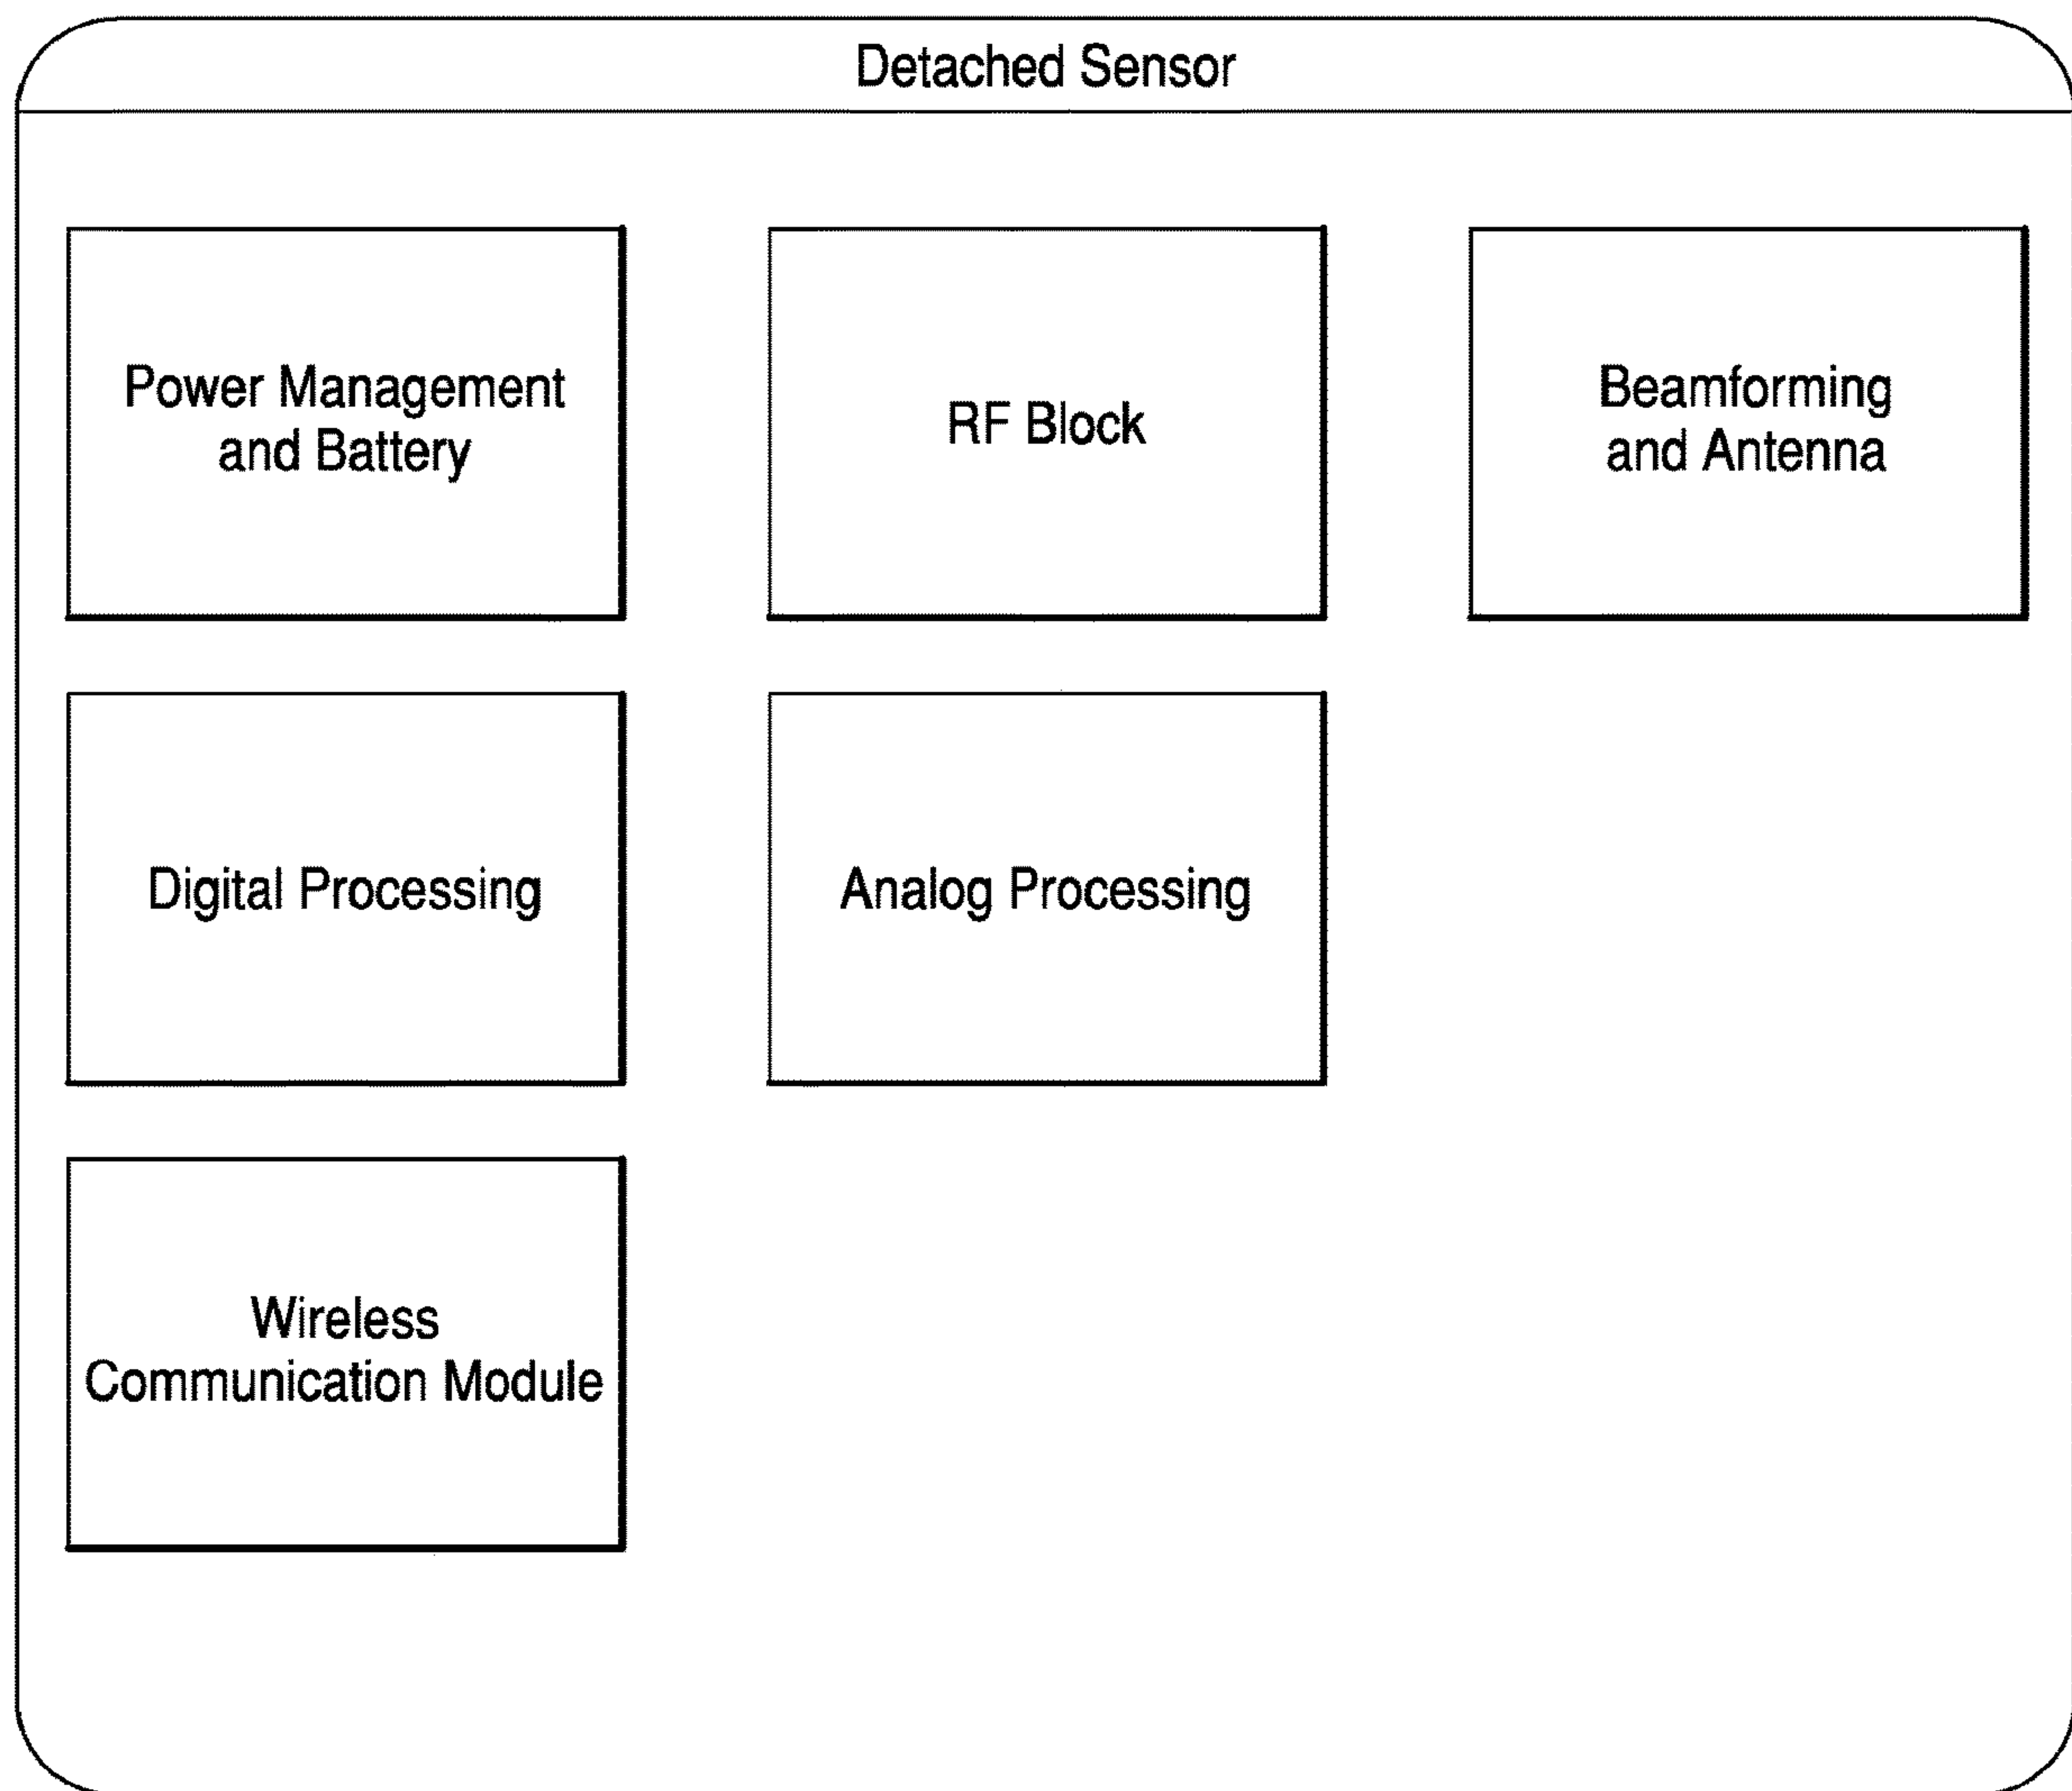 Detached Sensor
Power Management
and Battery
RF Block
Beamforming
and Antenna
Digital Processing
Analog Processing
Wireless
Communication Module